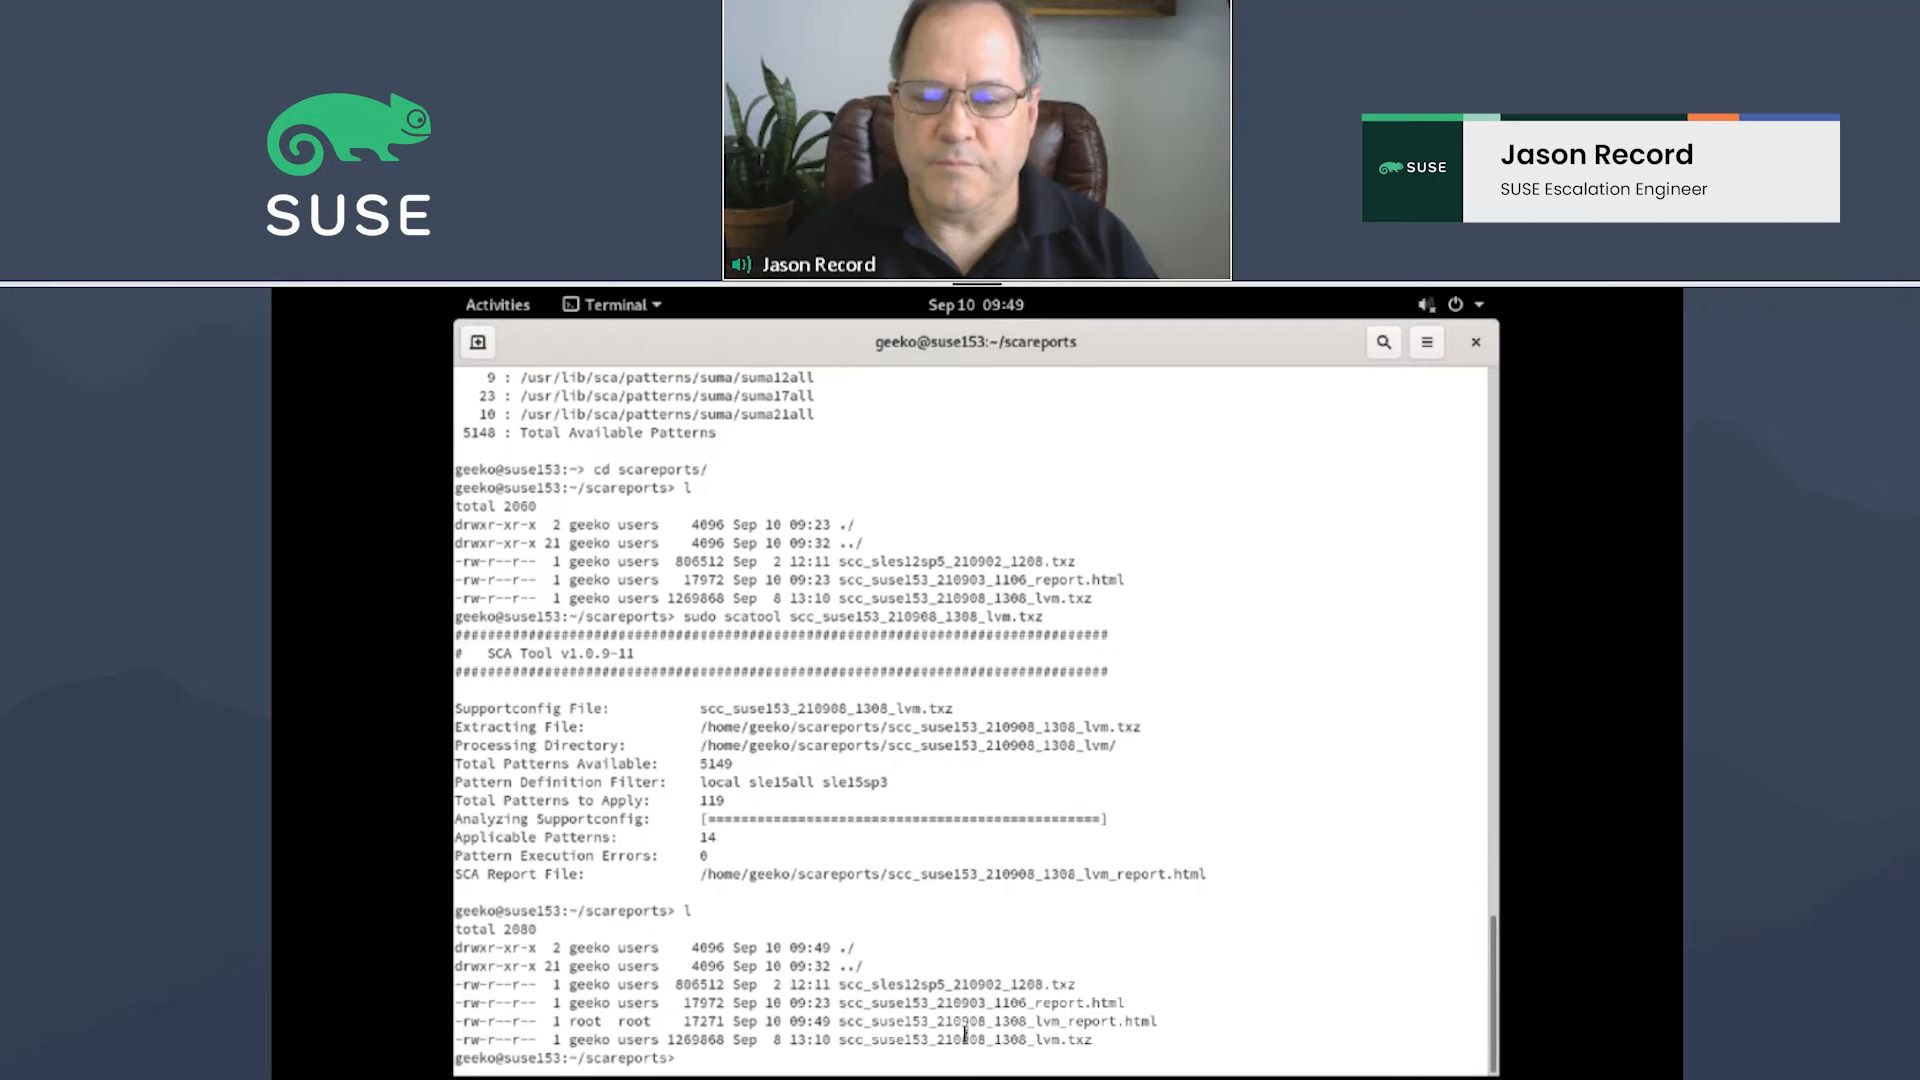 SUSE
Jason Record
SUSE
Jason Record
SUSE Escalation Engineer
Activities Terminal Sep 10 09:49
geeko@suse153:~/scareports
9 : /usr/lib/sca/patterns/suma/suma12all
23 : /usr/lib/sca/patterns/suma/suma17all
10 : /usr/lib/sca/patterns/suma/suma21all
5148 : Total Available Patterns
geeko@suse153:~> cd scareports/
geeko@suse153:~/scareports> l
total 2060
drwxr-xr-x 2 geeko users 4096 Sep 10 09:23 ./
drwxr-xr-x 21 geeko users 4096 Sep 10 09:32 ../
-rw-r--r-- 1 geeko users 806512 Sep 2 12:11 scc_sles12sp5_210902_1208.txz
-rw-r--r-- 1 geeko users 17972 Sep 10 09:23 scc_suse153_210903_1106_report.html
-rw-r--r-- 1 geeko users 1269868 Sep 8 13:10 scc_suse153_210908_1308_lvm.txz
geeko@suse153:~/scareports> sudo scatool scc_suse153_210908_1308_lvm.txz
################################################################################
# SCA Tool v1.0.9-11
################################################################################
Supportconfig File: scc_suse153_210908_1308_lvm.txz
Extracting File: /home/geeko/scareports/scc_suse153_210908_1308_lvm.txz
Processing Directory: /home/geeko/scareports/scc_suse153_210908_1308_lvm/
Total Patterns Available: 5149
Pattern Definition Filter: local sle15all sle15sp3
Total Patterns to Apply: 119
Analyzing Supportconfig: [================================================]
Applicable Patterns: 14
Pattern Execution Errors: 0
SCA Report File: /home/geeko/scareports/scc_suse153_210908_1308_lvm_report.html
geeko@suse153:~/scareports> l
total 2080
drwxr-xr-x 2 geeko users 4096 Sep 10 09:49 ./
drwxr-xr-x 21 geeko users 4096 Sep 10 09:32 ../
-rw-r--r-- 1 geeko users 806512 Sep 2 12:11 scc_sles12sp5_210902_1208.txz
-rw-r--r-- 1 geeko users 17972 Sep 10 09:23 scc_suse153_210903_1106_report.html
-rw-r--r-- 1 root root 17271 Sep 10 09:49 scc_suse153_210908_1308_lvm_report.html
-rw-r--r-- 1 geeko users 1269868 Sep 8 13:10 scc_suse153_210908_1308_lvm.txz
geeko@suse153:~/scareports>